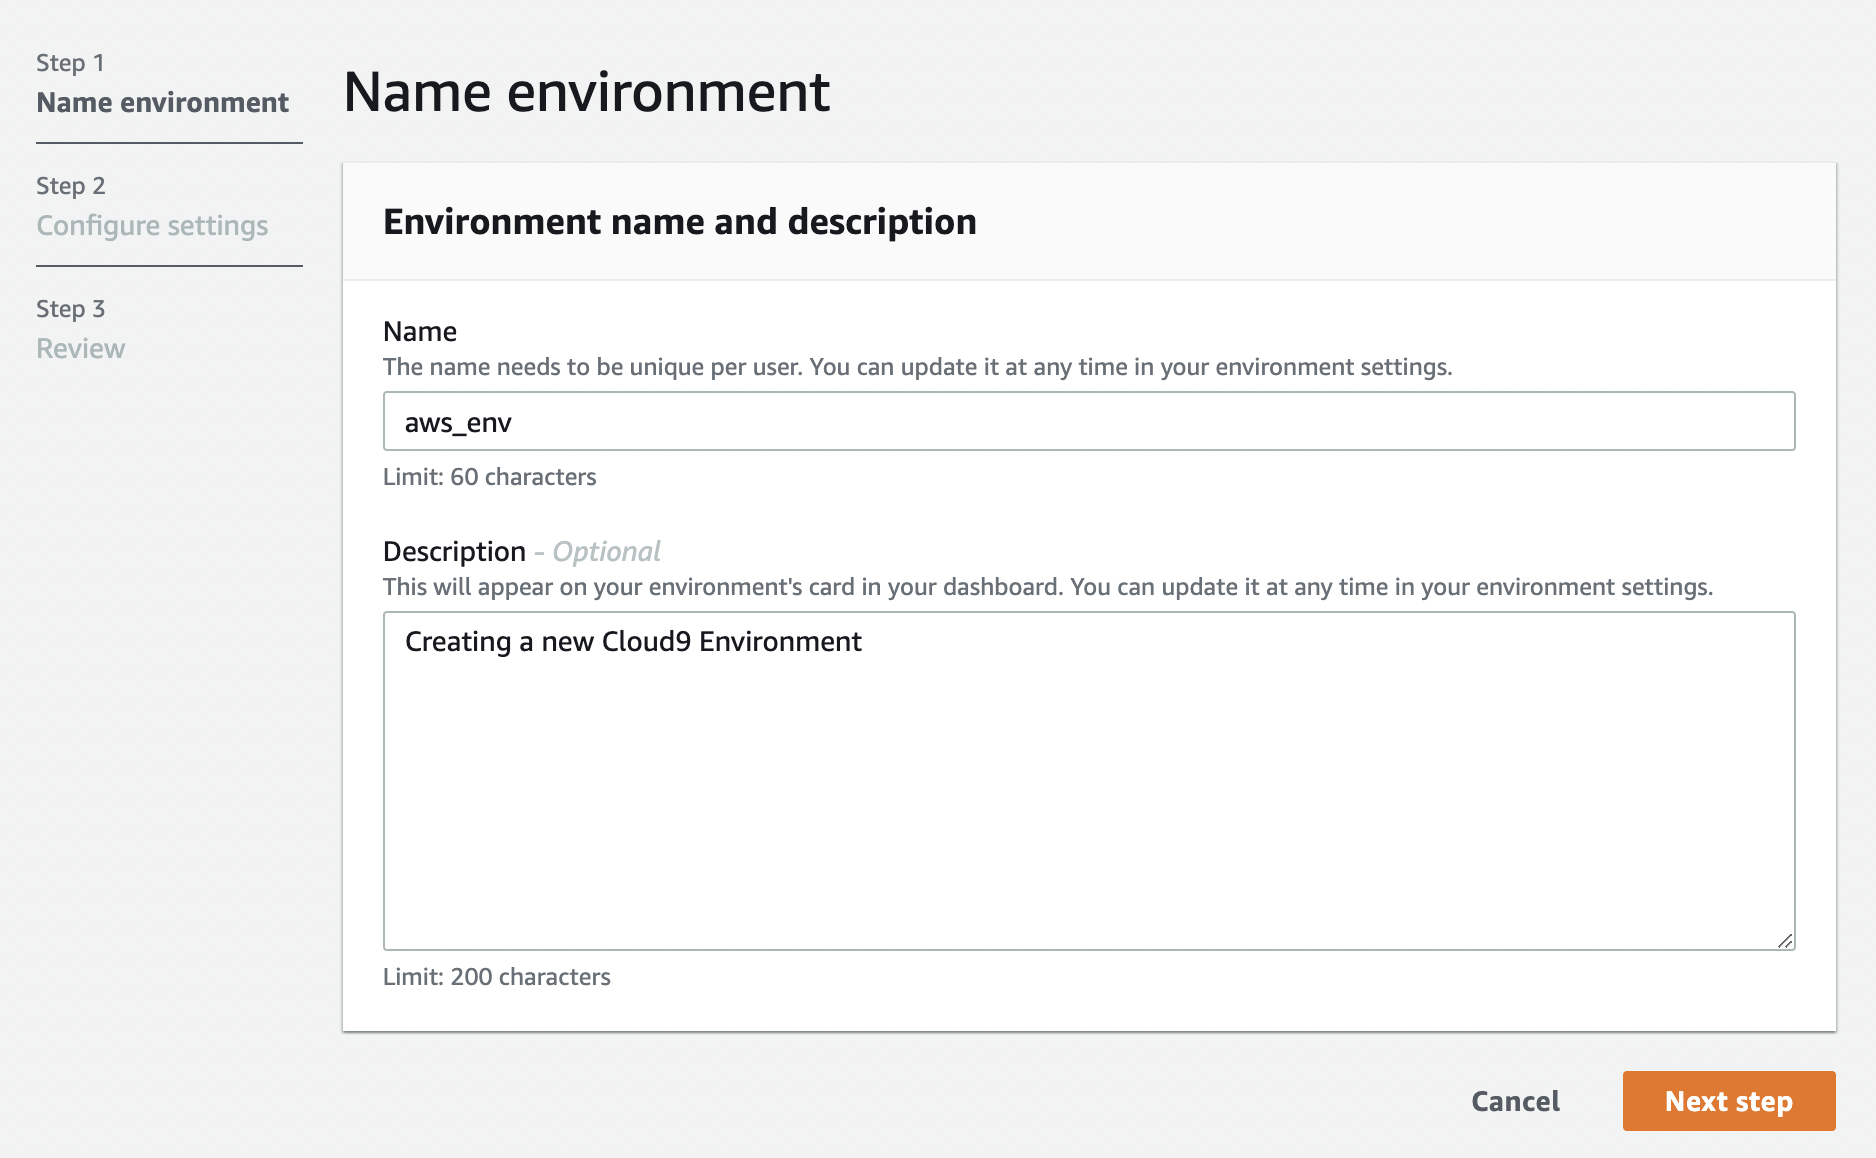 Step 1
Name environment
Step 2
Configure settings
Step 3
Review
Name environment
Environment name and description
Name
The name needs to be unique per user. You can update it at any time in your environment settings.
aws_env
Limit: 60 characters
Description - Optional
This will appear on your environment's card in your dashboard. You can update it at any time in your environment settings.
Creating a new Cloud9 Environment
Limit: 200 characters
Cancel
Next step